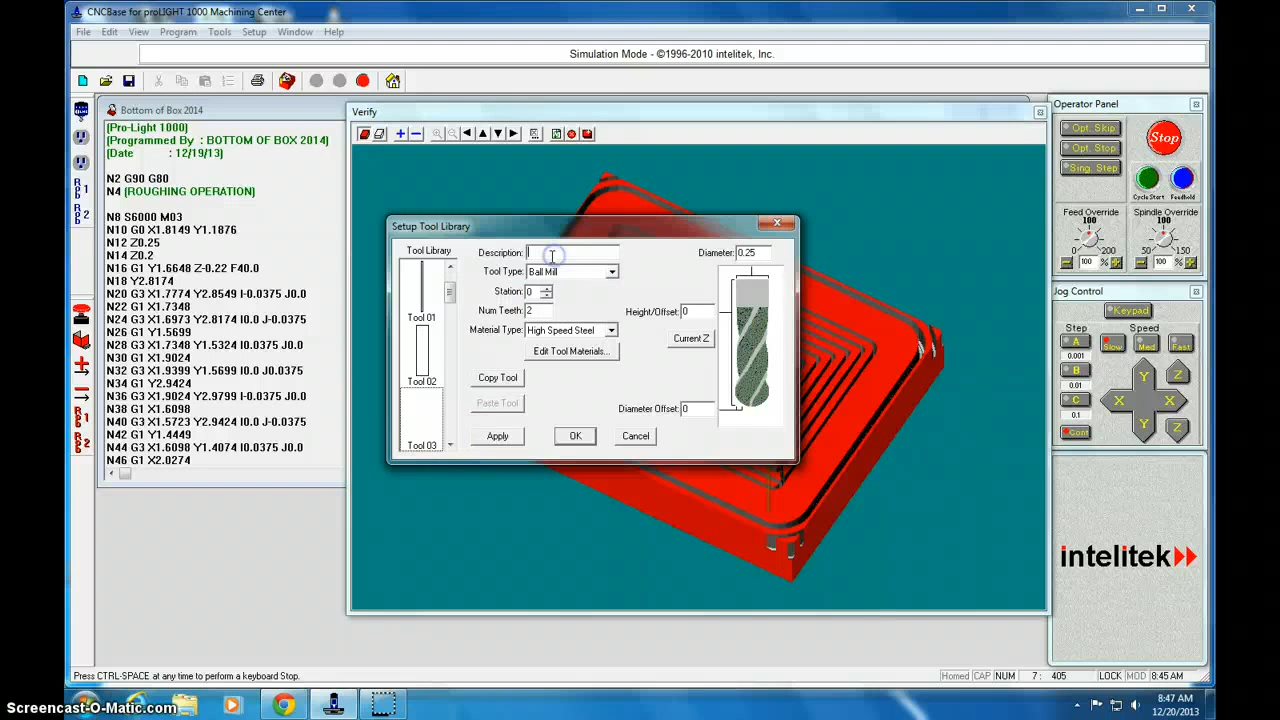 CNCBase for proLIGHT 1000 Machining Center
File Edit View Program Tools Setup Window Help
Simulation Mode - ©1996-2010 intelitek, Inc.
Bottom of Box 2014
(Pro-Light 1000)
(Programmed By : BOTTOM OF BOX 2014)
(Date : 12/19/13)
N2 G90 G80
N4 (ROUGHING OPERATION)
N8 S6000 M03
N10 G0 X1.8149 Y1.1876
N12 Z0.25
N14 Z0.2
N16 G1 Y1.6648 Z-0.22 F40.0
N18 Y2.8174
N20 G3 X1.7774 Y2.8549 I-0.0375 J0.0
N22 G1 X1.7348
N24 G3 X1.6973 Y2.8174 I0.0 J-0.0375
N26 G1 Y1.5699
N28 G3 X1.7348 Y1.5324 I0.0375 J0.0
N30 G1 X1.9024
N32 G3 X1.9399 Y1.5699 I0.0 J0.0375
N34 G1 Y2.9424
N36 G3 X1.9024 Y2.9799 I-0.0375 J0.0
N38 G1 X1.6098
N40 G3 X1.5723 Y2.9424 I0.0 J-0.0375
N42 G1 Y1.4449
N44 G3 X1.6098 Y1.4074 I0.0375 J0.0
N46 G1 X2.0274
Verify
Setup Tool Library
Tool Library
Tool 01
Tool 02
Tool 03
Description:
Tool Type: Ball Mill
Station: 0
Num Teeth: 2
Material Type: High Speed Steel
Edit Tool Materials...
Copy Tool
Paste Tool
Apply OK Cancel
Diameter: 0.25
Height/Offset: 0
Current Z
Diameter Offset: 0
Operator Panel
Opt. Skip
Opt. Stop
Sing. Step
Stop
Cycle Start Feedhold
Feed Override Spindle Override
100 100
100 % 100 %
Jog Control
Keypad
Step Speed
A 0.001
B 0.01
C 0.1
Cont
Slow Med Fast
Y Z
X X
Y Z
intelitek
Press CTRL-SPACE at any time to perform a keyboard Stop.
Homed CAP NUM 7 : 405 LOCK MOD 8:45 AM
Screencast-O-Matic.com
8:47 AM
12/20/2013